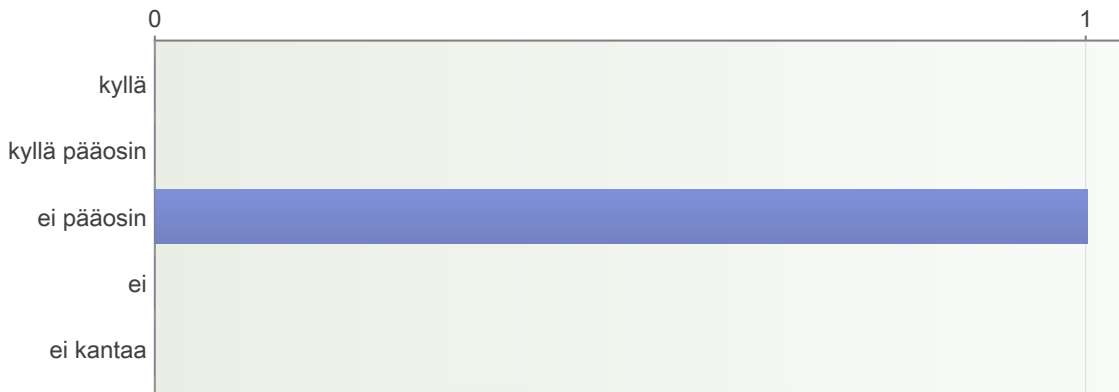 0 1
kyllä
kyllä pääosin
ei pääosin
ei
ei kantaa